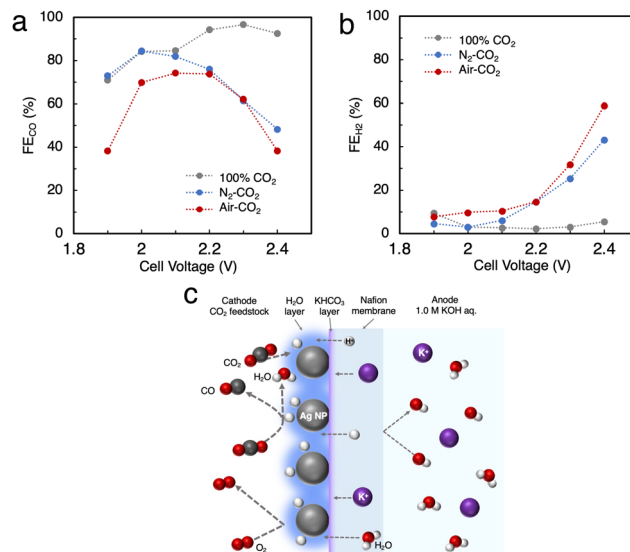 a
100
80
60
40
20
0
FE_CO (%)
100% CO₂
N₂-CO₂
Air-CO₂
1.8
2
2.2
2.4
Cell Voltage (V)
b
100
80
60
40
20
0
FE_H2 (%)
100% CO₂
N₂-CO₂
Air-CO₂
1.8
2
2.2
2.4
Cell Voltage (V)
c
Cathode
CO₂ feedstock
H₂O
layer
KHCO₃
layer
Nafion
membrane
Anode
1.0 M KOH aq.
CO₂
H⁺
K⁺
H₂O
CO
Ag NP
K⁺
O₂
H₂O